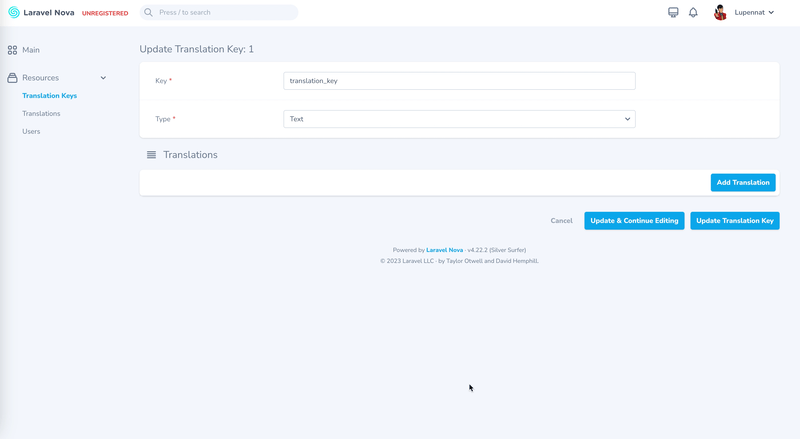 Laravel Nova UNREGISTERED Press / to search Lupennat
Main
Resources
Translation Keys
Translations
Users
Update Translation Key: 1
Key * translation_key
Type * Text
Translations
Add Translation
Cancel Update & Continue Editing Update Translation Key
Powered by Laravel Nova · v4.22.2 (Silver Surfer)
© 2023 Laravel LLC · by Taylor Otwell and David Hemphill.